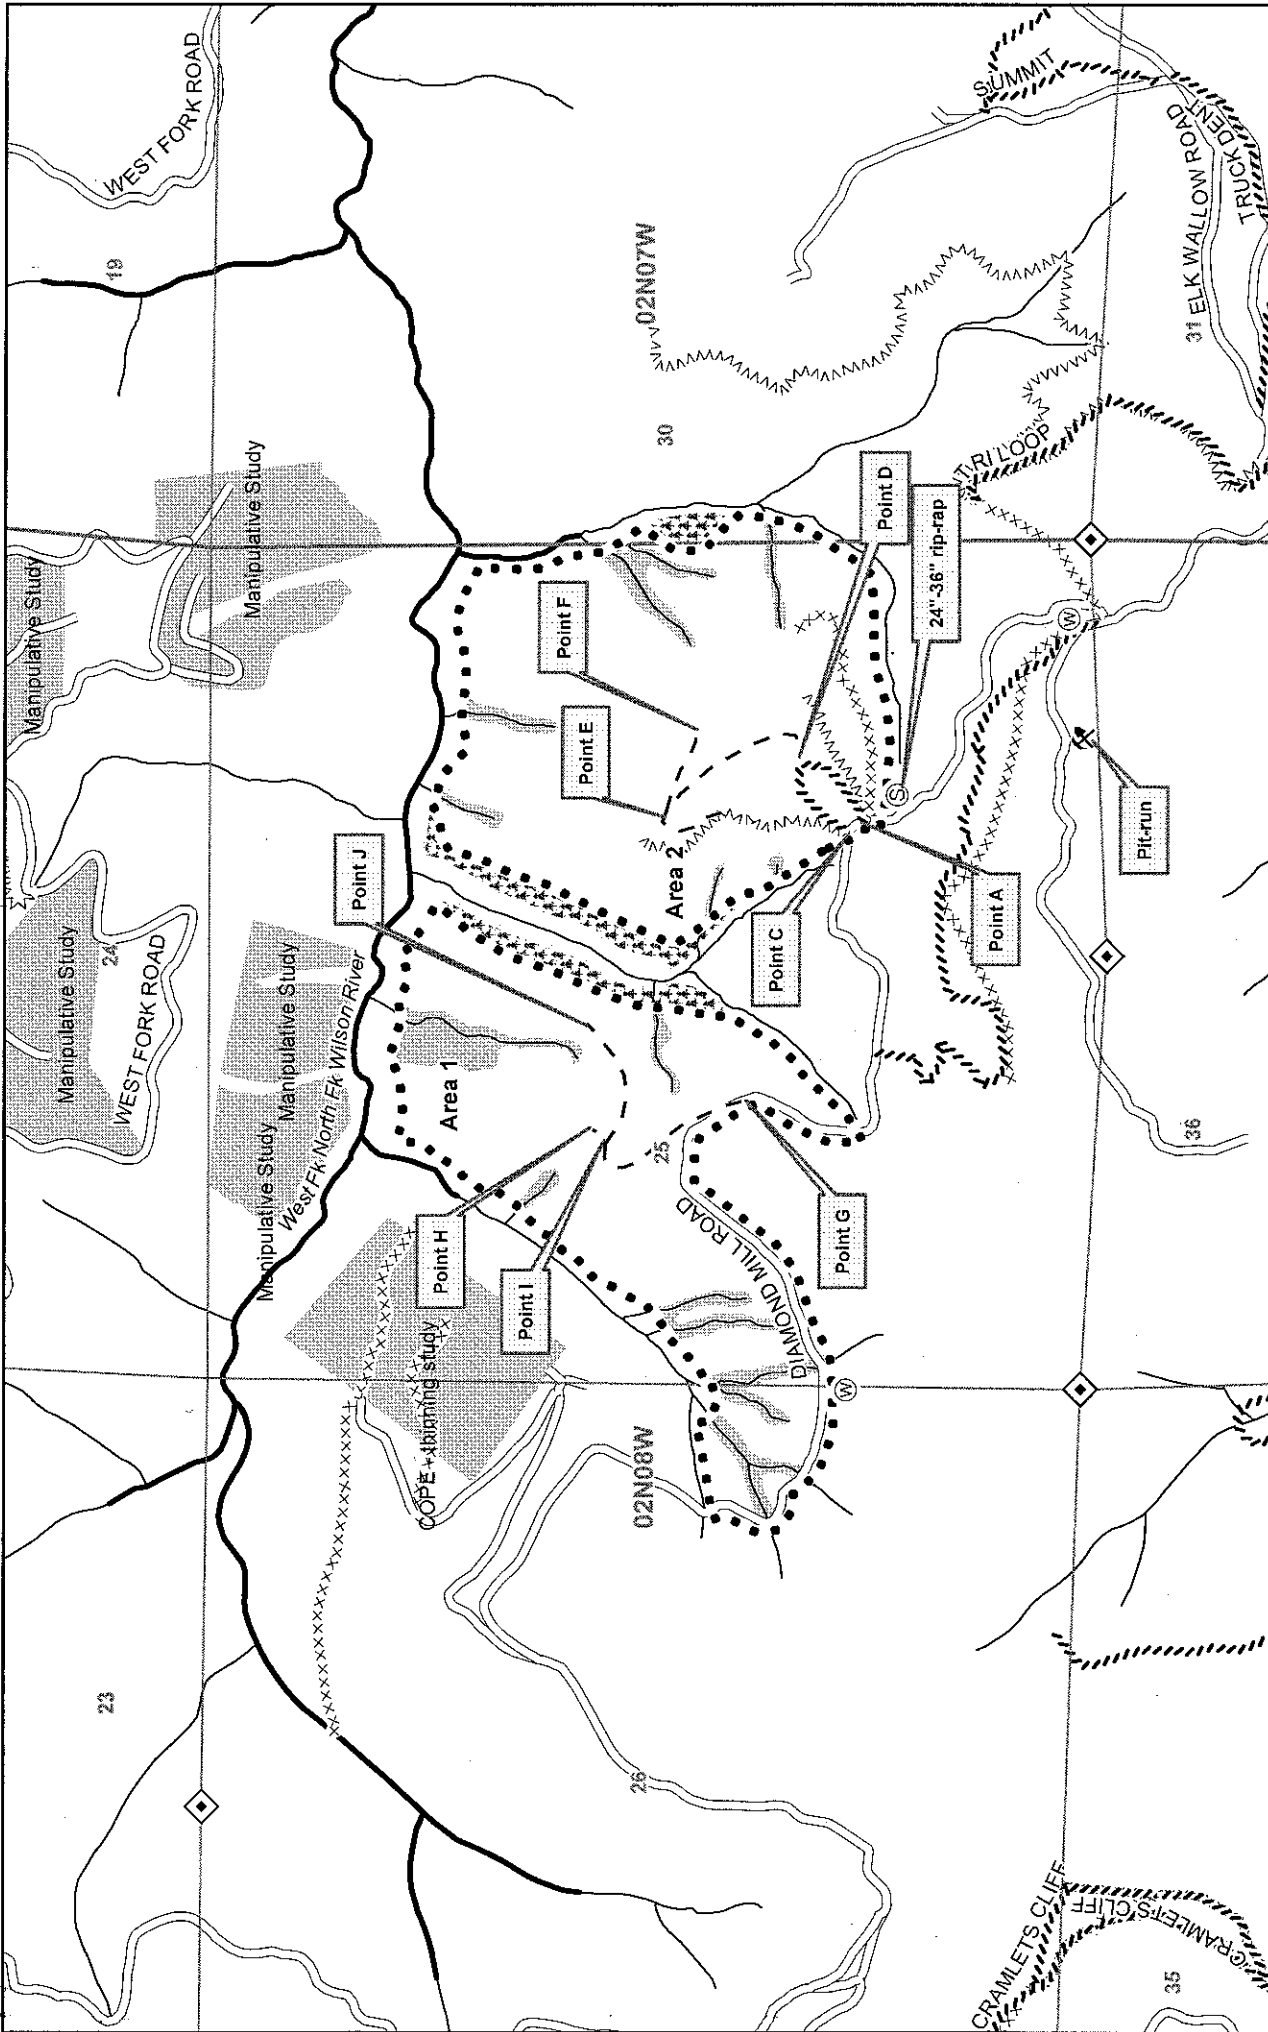 Manipulative Study
Manipulative Study
23
24
19
WEST FORK ROAD
WEST FORK ROAD
Manipulative Study
Manipulative Study
Manipulative Study
West Fk North Fk Wilson River
Point J
COPE - thinning study
Point H
Area 1
Point I
Point F
Point E
26
02N08W
25
Area 2
30
02N07W
DIAMOND MILL ROAD
Point C
Point G
W
Point D
S
24"-36" rip-rap
Point A
TRI LOOP
SUMMIT
CRAMLETS CLIFF
W
CRAMLETS CLIFF
Pit-run
35
36
31
ELK WALLOW ROAD
TRUCK DENT